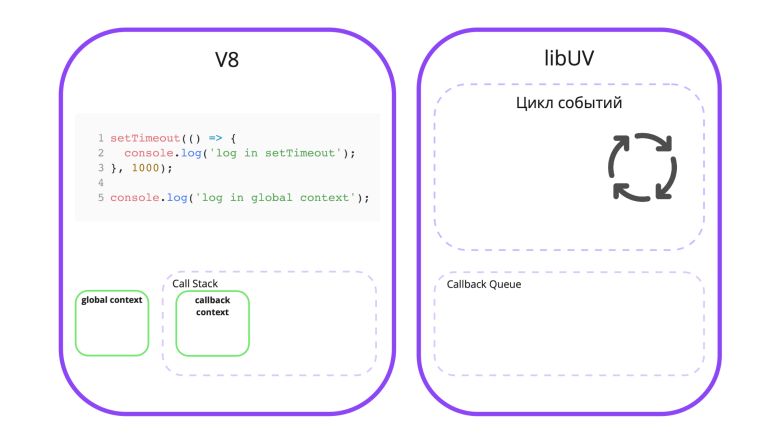 V8
1 setTimeout(() => {
2   console.log('log in setTimeout');
3 }, 1000);
4
5 console.log('log in global context');
Call Stack
global context
callback
context
libUV
Цикл событий
Callback Queue